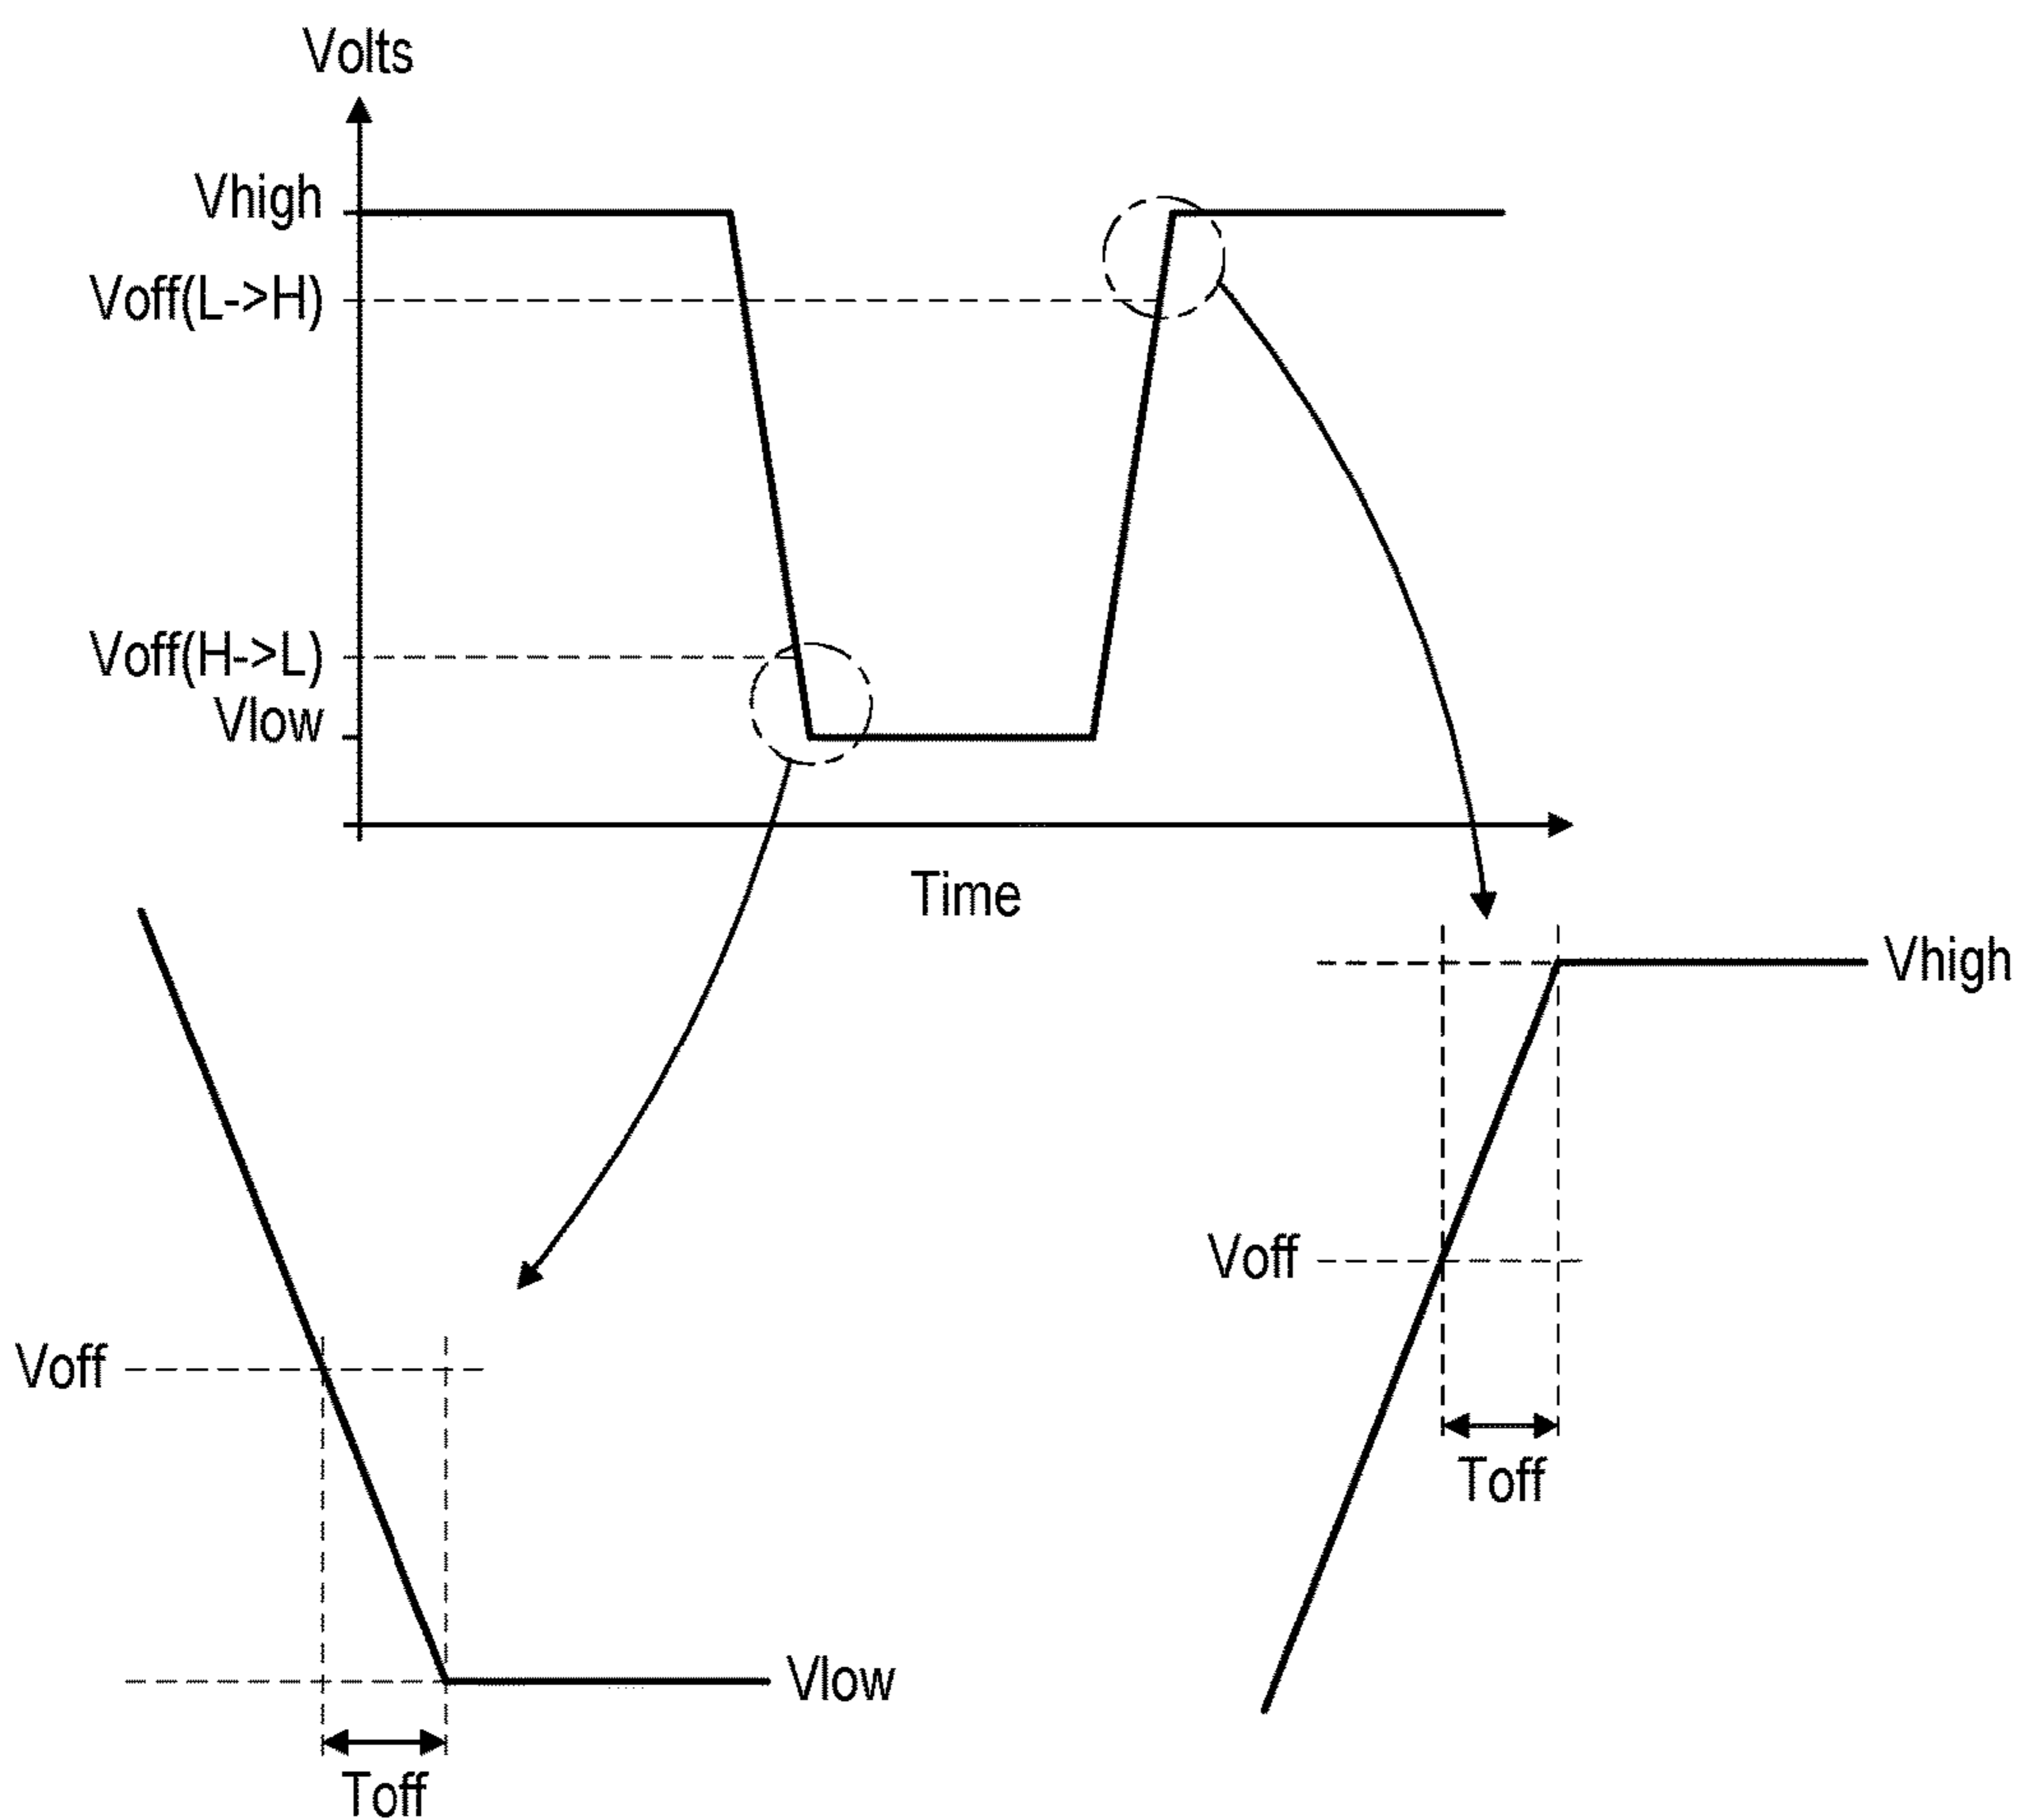 Volts
Vhigh
Voff(L->H)
Voff(H->L)
Vlow
Time
Vhigh
Voff
Voff
Toff
Vlow
Toff